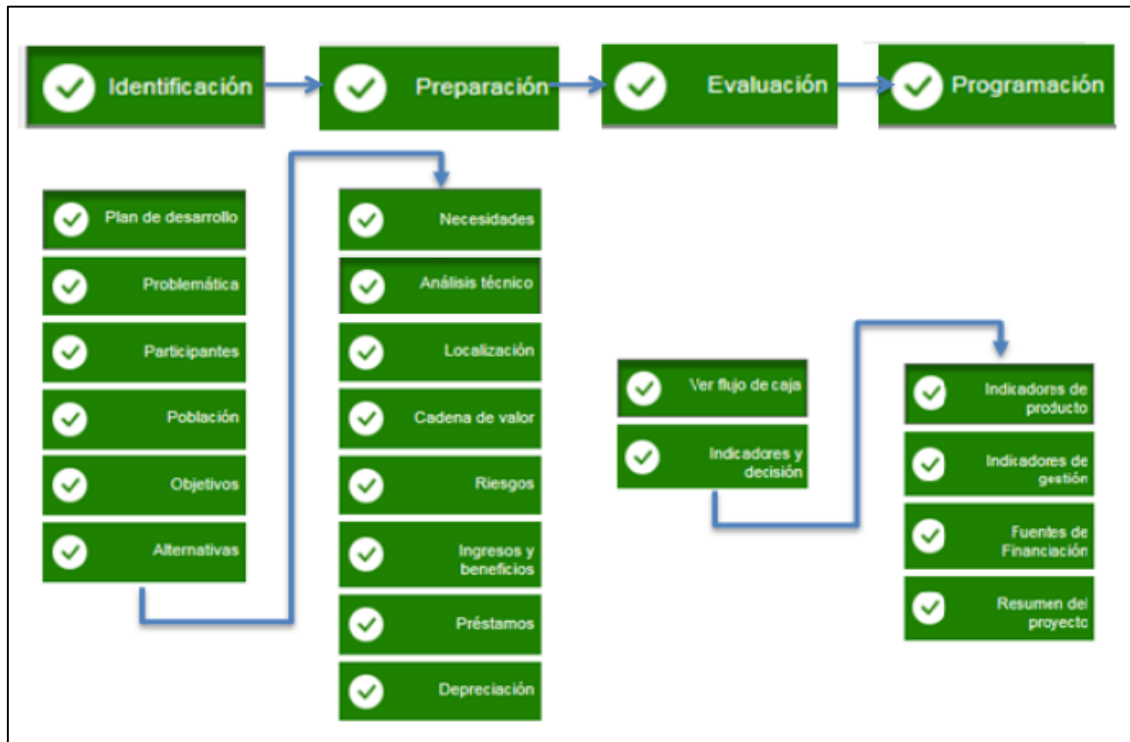 Identificación
Preparación
Evaluación
Programación
Plan de desarrollo
Problemática
Participantes
Población
Objetivos
Alternativas
Necesidades
Análisis técnico
Localización
Cadena de valor
Riesgos
Ingresos y
beneficios
Préstamos
Depreciación
Ver flujo de caja
Indicadores y
decisión
Indicadores de
producto
Indicadores de
gestión
Fuentes de
Financiación
Resumen del
proyecto